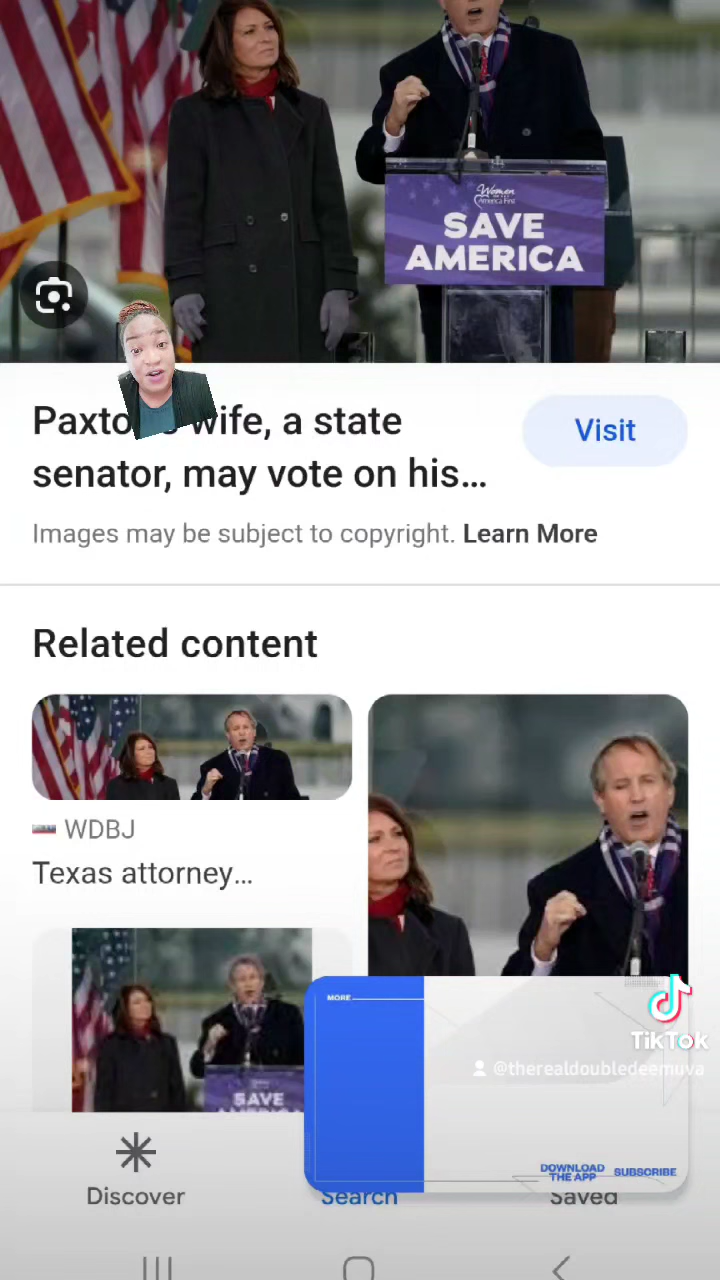 Women
America First
SAVE
AMERICA
Paxto wife, a state
Visit
senator, may vote on his...
Images may be subject to copyright. Learn More
Related content
WDBJ
Texas attorney...
SAVE
MORE
TikTok
@therealdoubledeemuva
DOWNLOAD
THE APP
SUBSCRIBE
Discover
Search
Saved